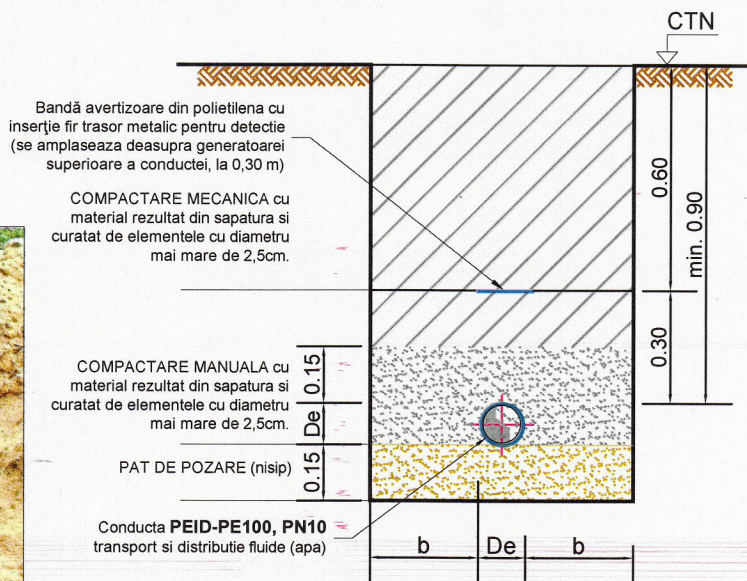 CTN
Bandă avertizoare din polietilena cu
inserţie fir trasor metalic pentru detectie
(se amplaseaza deasupra generatoarei
superioare a conductei, la 0,30 m)
COMPACTARE MECANICA cu
material rezultat din sapatura si
curatat de elementele cu diametru
mai mare de 2,5cm.
0.60
min. 0.90
0.30
COMPACTARE MANUALA cu
material rezultat din sapatura si
curatat de elementele cu diametru
mai mare de 2,5cm.
0.15
De
PAT DE POZARE (nisip)
0.15
Conducta PEID-PE100, PN10
transport si distributie fluide (apa)
b
De
b